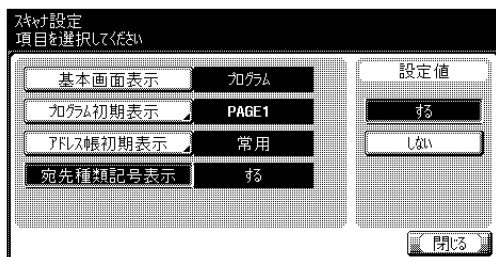 ｽｷｬﾅ設定
項目を選択してください
基本画面表示 ﾌﾟﾛｸﾞﾗﾑ
設定値
ﾌﾟﾛｸﾞﾗﾑ初期表示 PAGE1
する
ｱﾄﾞﾚｽ帳初期表示 常用
しない
宛先種類記号表示 する
閉じる